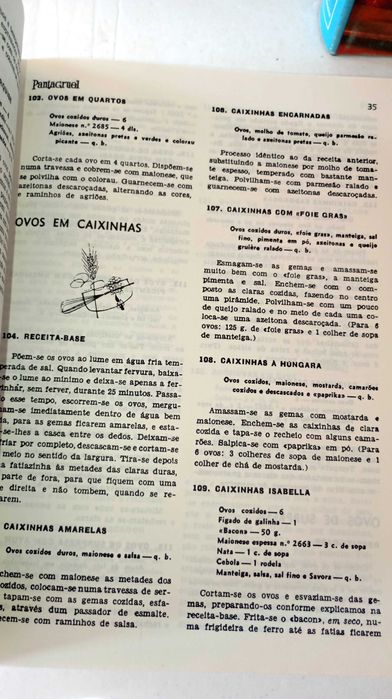 Pantagruel
35
103. OVOS EM QUARTOS
Ovos cozidos duros — 6
Maionese n.º 2685 — 4 dls.
Agriões, azeitonas pretas e verdes e colorau
picante — q. b.
Corta-se cada ovo em 4 quartos. Dispõem-se
numa travessa e cobrem-se com maionese, que
se polvilha com o colorau. Guarnecem-se com
azeitonas descaroçadas, alternando as cores,
e raminhos de agriões.
OVOS EM CAIXINHAS
104. RECEITA-BASE
Põem-se os ovos ao lume em água fria tem-
perada de sal. Quando levantar fervura, baixa-
-se o lume ao mínimo e deixa-se apenas a fer-
vinhar, sem ferver, durante 25 minutos. Passa-
o esse tempo, escorrem-se os ovos, mergu-
ham-se imediatamente dentro de água bem
a, para as gemas ficarem amarelas, e esta-
-se-lhes a casca entre os dedos. Deixam-se
friar por completo, descascam-se e cortam-se
meio no sentido da largura. Tira-se depois
a fatiazinha às metades das claras duras,
parte de fora, para que fiquem com uma
e direita e não tombem, quando se re-
arem.
CAIXINHAS AMARELAS
Ovos cozidos duros, maionese e salsa — q. b.
chem-se com maionese as metades dos
cozidos, colocam-se numa travessa de ser-
tapam-se com as gemas cozidas, esfa-
s, através dum passador de esmalte.
ecem-se com raminhos de salsa.
106. CAIXINHAS ENCARNADAS
Ovos, molho de tomate, queijo parmesão ra-
lado e azeitonas pretas — q. b.
Processo idêntico ao da receita anterior,
substituindo a maionese por molho de toma-
te espesso, temperado com bastante man-
teiga. Polvilham-se com parmesão ralado e
guarnecem-se com azeitonas descaroçadas.
107. CAIXINHAS COM «FOIE GRAS»
Ovos cozidos duros, «foie gras», manteiga, sal
fino, pimenta em pó, azeitonas e queijo
gruière ralado — q. b.
Esmagam-se as gemas e amassam-se
muito bem com o «foie gras», a manteiga
pimenta e sal. Enchem-se com o com-
posto as claras cozidas, fazendo no centro
uma pirâmide. Polvilham-se com um pouco
de queijo ralado e no meio de cada uma co-
loca-se uma azeitona descaroçada. (Para 6
ovos: 125 g. de «foie gras» e 1 colher de sopa
de manteiga.)
108. CAIXINHAS À HÚNGARA
Ovos cozidos, maionese, mostarda, camarões
cozidos e descascados e «paprika» — q. b.
Amassam-se as gemas com mostarda e
maionese. Enchem-se as caixinhas de clara
cozida e tapa-se o recheio com alguns cama-
rões. Salpica-se com «paprika» em pó. (Para
6 ovos: 3 colheres de sopa de maionese e 1
colher de chá de mostarda.)
109. CAIXINHAS ISABELLA
Ovos cozidos — 6
Fígado de galinha — 1
«Bacon» — 50 g.
Maionese espessa n.º 2663 — 3 c. de sopa
Nata — 1 c. de sopa
Cebola — 1 rodela
Manteiga, salsa, sal fino e Savora — q. b.
Cortam-se os ovos e esvaziam-se das ge-
mas, preparando-os conforme explicamos na
receita-base. Frita-se o «bacon», em seco, nu-
ma frigideira de ferro até as fatias ficarem